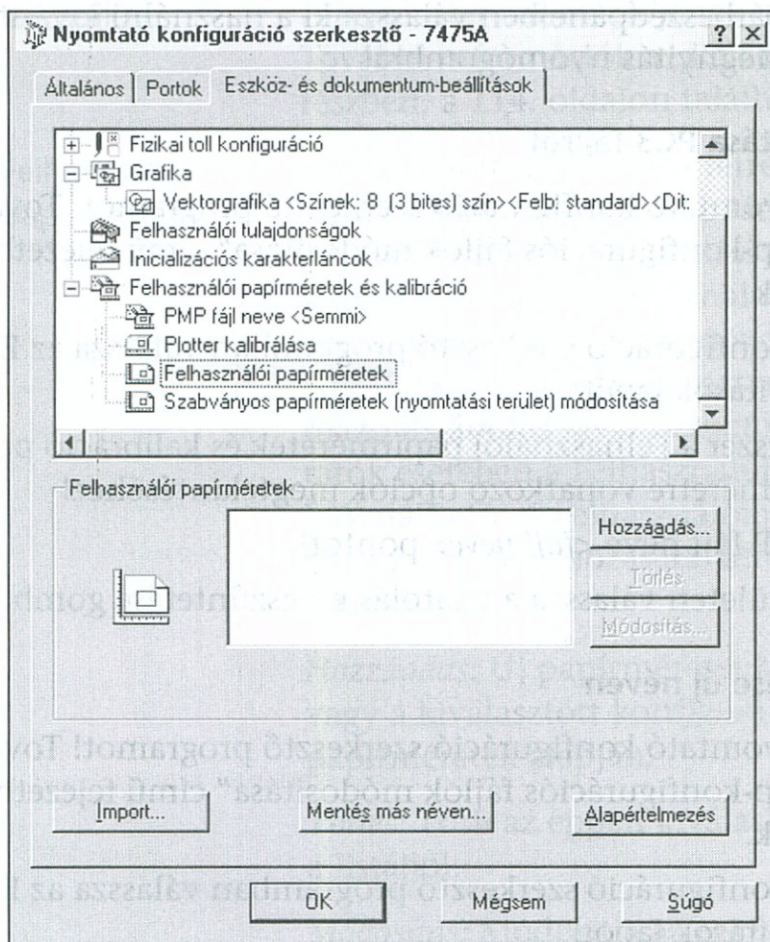 Nyomtató konfiguráció szerkesztő - 7475A
Általános
Portok
Eszköz- és dokumentum-beállítások
Fizikai toll konfiguráció
Grafika
Vektorgrafika <Színek: 8 (3 bites) szín><Felb: standard><Dit:
Felhasználói tulajdonságok
Inicializációs karakterláncok
Felhasználói papírméretek és kalibráció
PMP fájl neve <Semmi>
Plotter kalibrálása
Felhasználói papírméretek
Szabványos papírméretek (nyomtatási terület) módosítása
Felhasználói papírméretek
Hozzáadás...
Törlés
Módosítás...
Import...
Mentés más néven...
Alapértelmezés
OK
Mégsem
Súgó